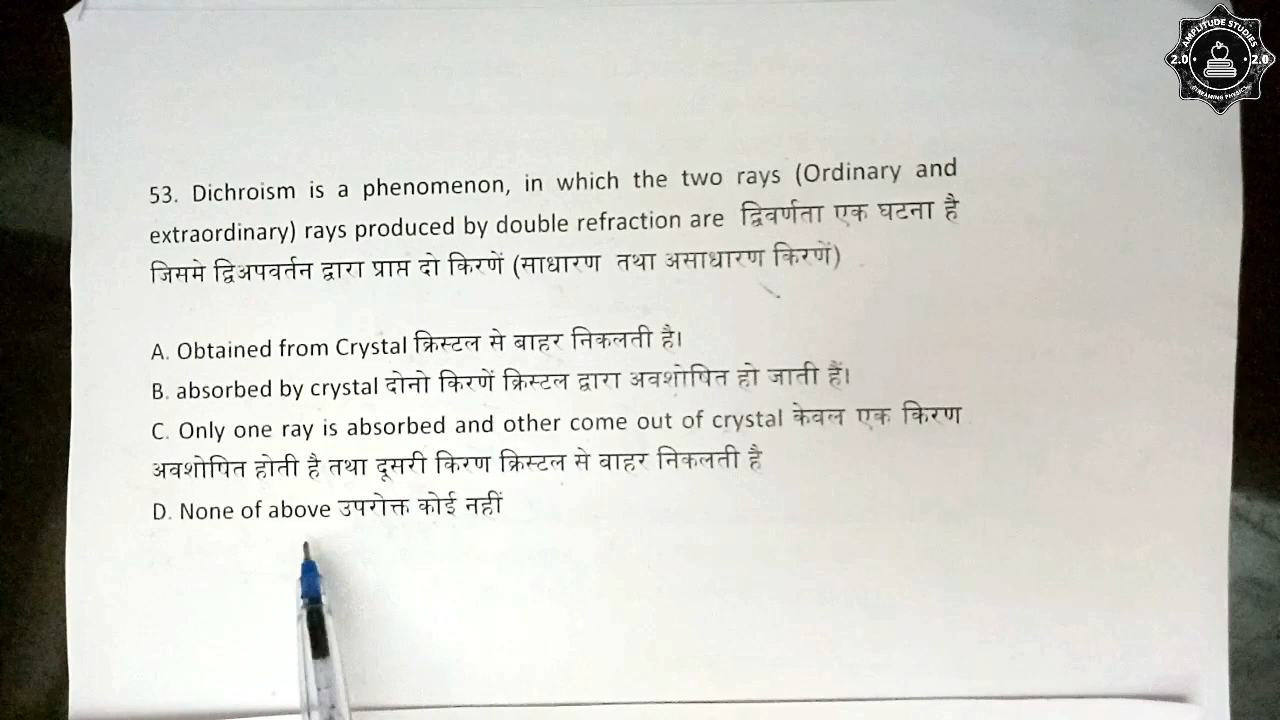 AMPLITUDE STUDIES
2.0 2.0
STREAMING PHYSICS
53. Dichroism is a phenomenon, in which the two rays (Ordinary and
extraordinary) rays produced by double refraction are द्विवर्णता एक घटना है
जिसमे द्विअपवर्तन द्वारा प्राप्त दो किरणें (साधारण तथा असाधारण किरणें)
A. Obtained from Crystal क्रिस्टल से बाहर निकलती है।
B. absorbed by crystal दोनो किरणें क्रिस्टल द्वारा अवशोषित हो जाती हैं।
C. Only one ray is absorbed and other come out of crystal केवल एक किरण
अवशोषित होती है तथा दूसरी किरण क्रिस्टल से बाहर निकलती है
D. None of above उपरोक्त कोई नहीं